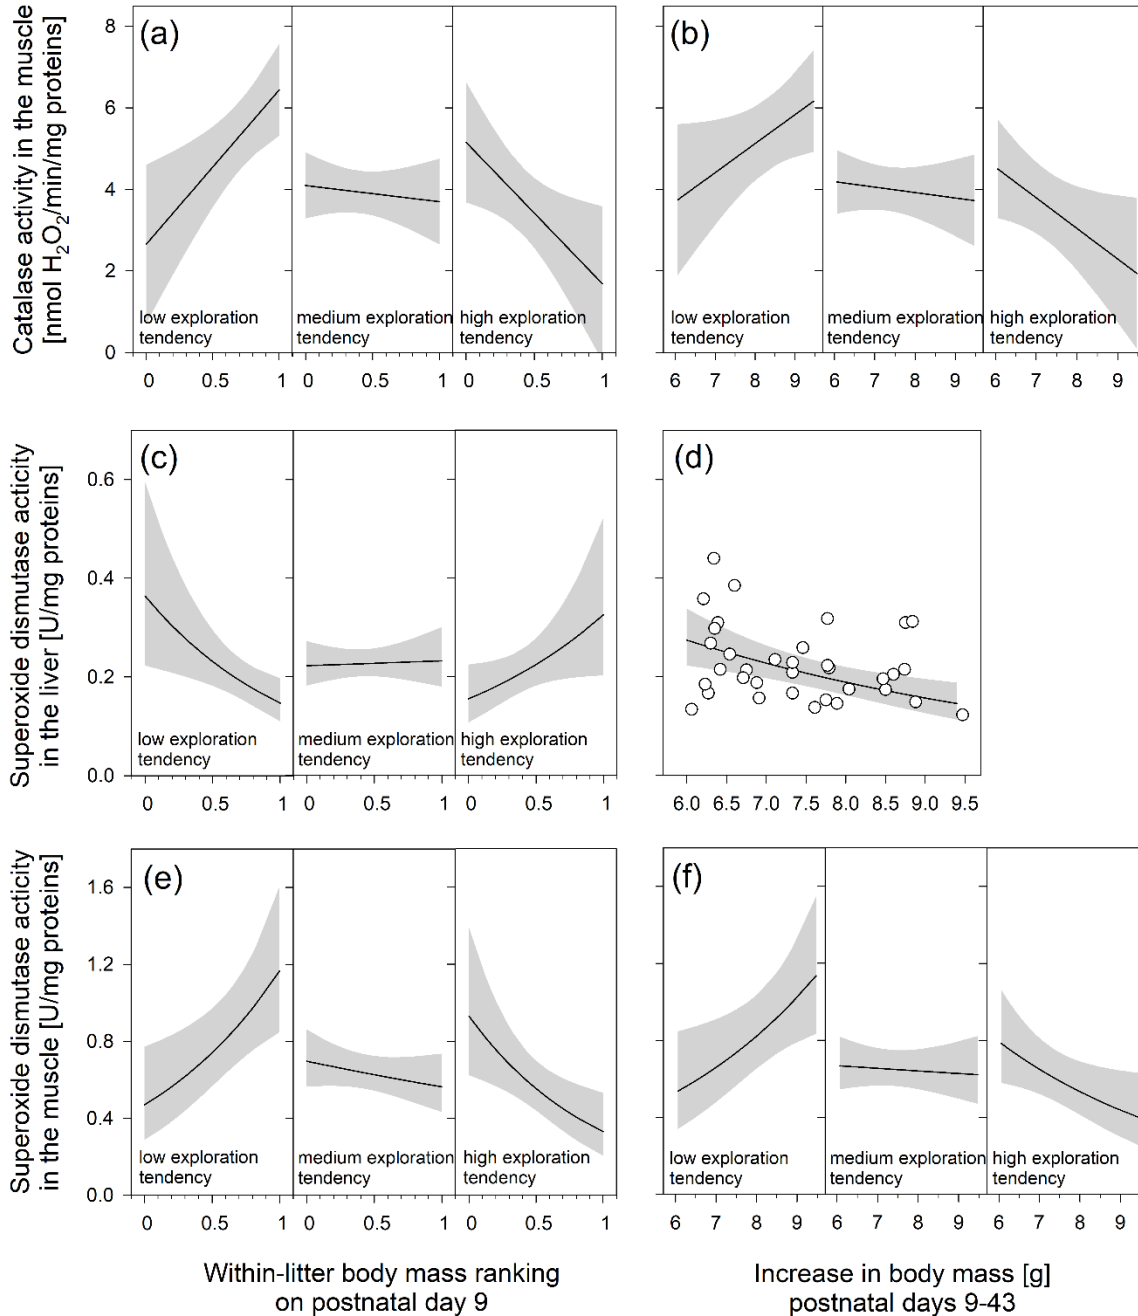 Catalase activity in the muscle
[nmol H₂O₂/min/mg proteins]
8
6
4
2
0
(a)
low exploration
tendency
medium exploration
tendency
high exploration
tendency
0 0.5 1 0 0.5 1 0 0.5 1
(b)
low exploration
tendency
medium exploration
tendency
high exploration
tendency
6 7 8 9 6 7 8 9 6 7 8 9
Superoxide dismutase acticity
in the liver [U/mg proteins]
0.6
0.4
0.2
0.0
(c)
low exploration
tendency
medium exploration
tendency
high exploration
tendency
0 0.5 1 0 0.5 1 0 0.5 1
(d)
6.0 6.5 7.0 7.5 8.0 8.5 9.0 9.5
Superoxide dismutase acticity
in the muscle [U/mg proteins]
1.6
1.2
0.8
0.4
0.0
(e)
low exploration
tendency
medium exploration
tendency
high exploration
tendency
0 0.5 1 0 0.5 1 0 0.5 1
(f)
low exploration
tendency
medium exploration
tendency
high exploration
tendency
6 7 8 9 6 7 8 9 6 7 8 9
Within-litter body mass ranking
on postnatal day 9
Increase in body mass [g]
postnatal days 9-43